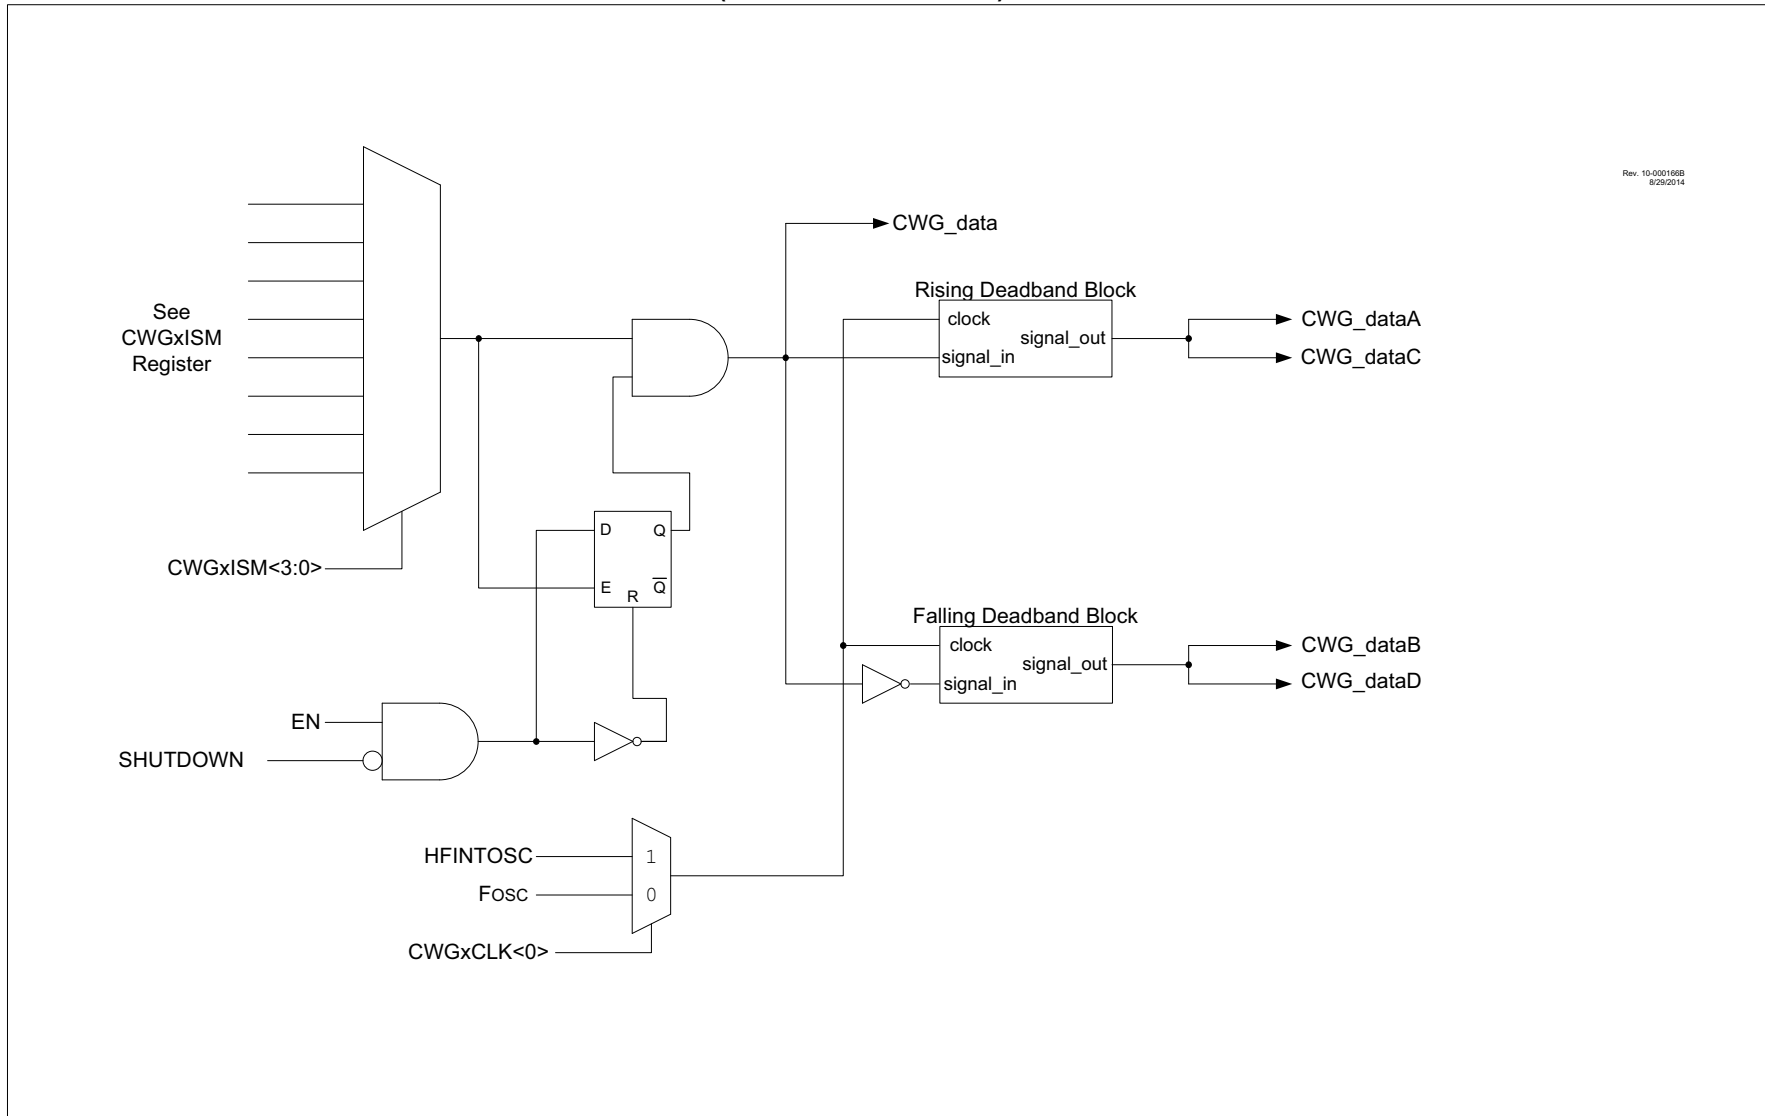 Rev. 10-000166B
8/29/2014
CWG_data
Rising Deadband Block
clock
signal_out
signal_in
CWG_dataA
CWG_dataC
See
CWGxISM
Register
D
Q
E
Q
R
CWGxISM<3:0>
Falling Deadband Block
clock
signal_out
signal_in
CWG_dataB
CWG_dataD
EN
SHUTDOWN
HFINTOSC
1
FOSC
0
CWGxCLK<0>